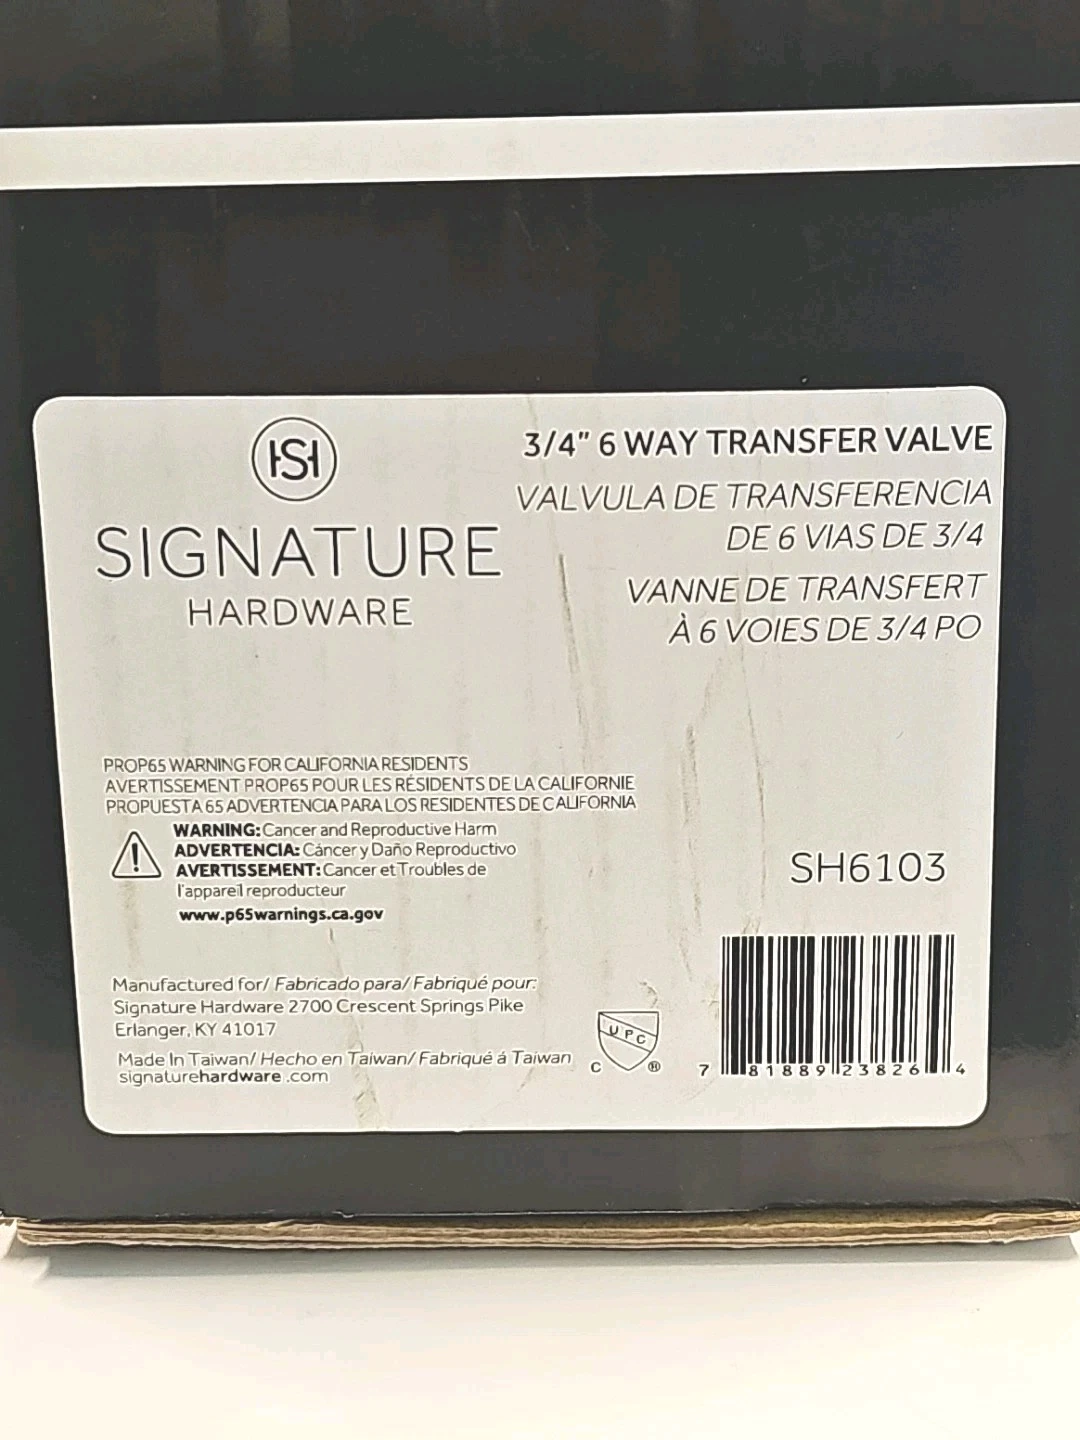 HSH
SIGNATURE
HARDWARE
3/4" 6 WAY TRANSFER VALVE
VALVULA DE TRANSFERENCIA
DE 6 VIAS DE 3/4
VANNE DE TRANSFERT
À 6 VOIES DE 3/4 PO
PROP65 WARNING FOR CALIFORNIA RESIDENTS
AVERTISSEMENT PROP65 POUR LES RÉSIDENTS DE LA CALIFORNIE
PROPUESTA 65 ADVERTENCIA PARA LOS RESIDENTES DE CALIFORNIA
WARNING: Cancer and Reproductive Harm
ADVERTENCIA: Cáncer y Daño Reproductivo
AVERTISSEMENT: Cancer et Troubles de
l'appareil reproducteur
www.p65warnings.ca.gov
SH6103
Manufactured for/ Fabricado para/ Fabriqué pour:
Signature Hardware 2700 Crescent Springs Pike
Erlanger, KY 41017
Made In Taiwan/ Hecho en Taiwan/ Fabriqué á Taiwan
signaturehardware.com
UPC
C ®
7 81889 23826 4